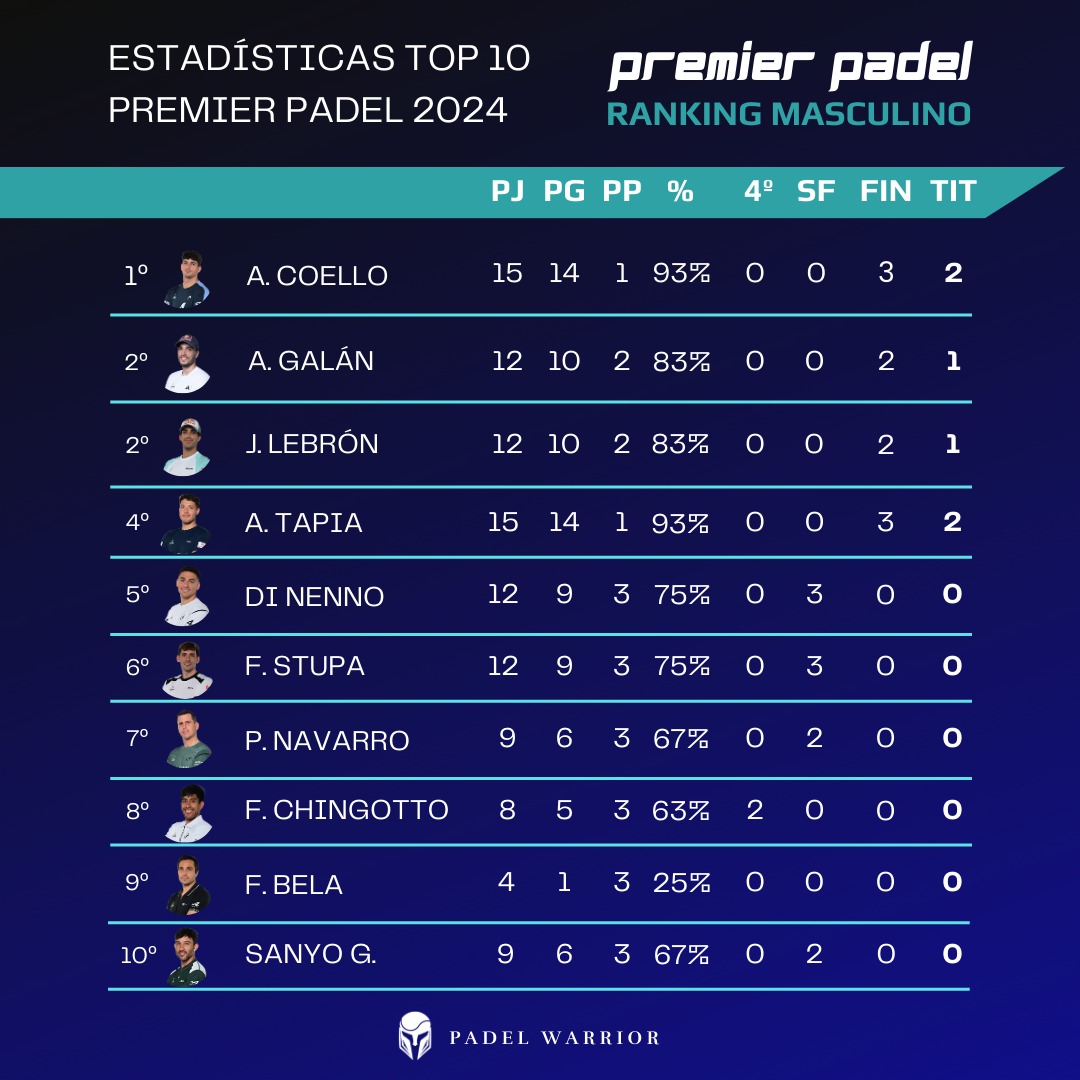 ESTADÍSTICAS TOP 10
PREMIER PADEL 2024
premier padel
RANKING MASCULINO
PJ PG PP % 4º SF FIN TIT
1º A. COELLO 15 14 1 93% 0 0 3 2
2º A. GALÁN 12 10 2 83% 0 0 2 1
2º J. LEBRÓN 12 10 2 83% 0 0 2 1
4º A. TAPIA 15 14 1 93% 0 0 3 2
5º DI NENNO 12 9 3 75% 0 3 0 0
6º F. STUPA 12 9 3 75% 0 3 0 0
7º P. NAVARRO 9 6 3 67% 0 2 0 0
8º F. CHINGOTTO 8 5 3 63% 2 0 0 0
9º F. BELA 4 1 3 25% 0 0 0 0
10º SANYO G. 9 6 3 67% 0 2 0 0
PADEL WARRIOR